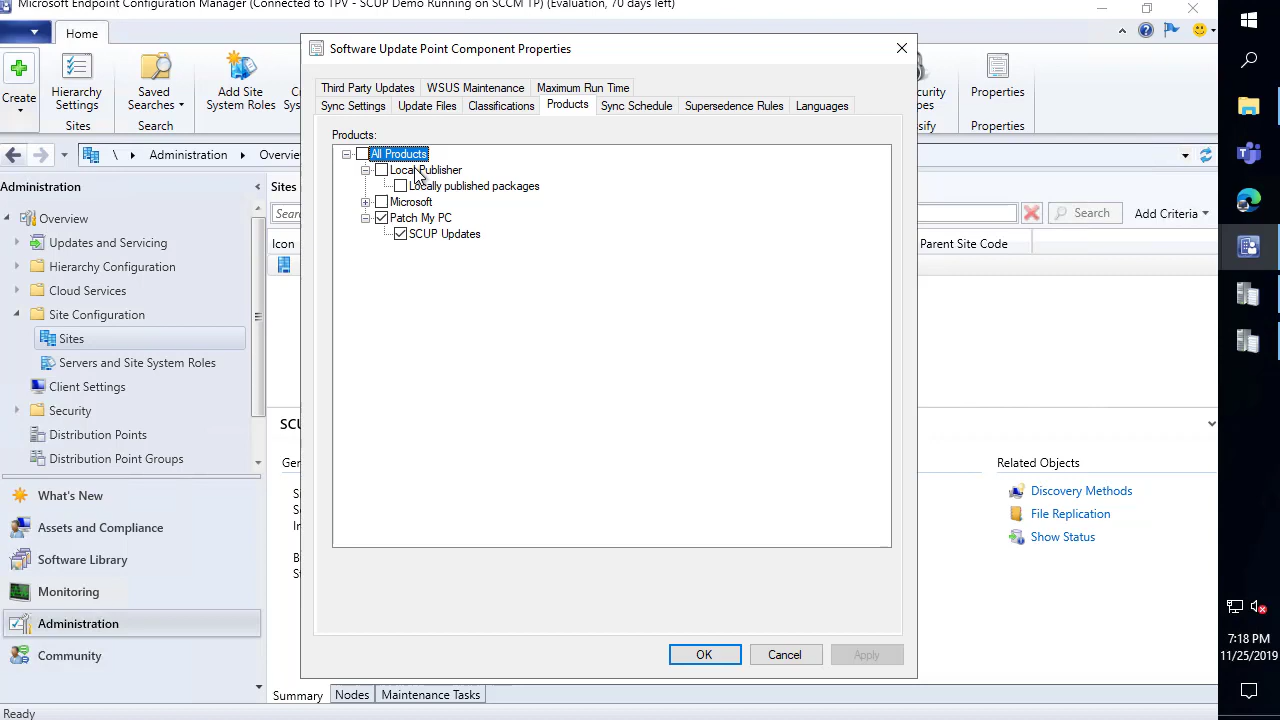 Microsoft Endpoint Configuration Manager (Connected to TPV - SCUP Demo Running on SCCM TP) (Evaluation, 70 days left)
Home
Create
Hierarchy Settings
Saved Searches
Add Site System Roles
Properties
Sites
Search
Properties
\ Administration Overvie
Administration
Overview
Updates and Servicing
Hierarchy Configuration
Cloud Services
Site Configuration
Sites
Servers and Site System Roles
Client Settings
Security
Distribution Points
Distribution Point Groups
What's New
Assets and Compliance
Software Library
Monitoring
Administration
Community
Ready
Sites
Search
Add Criteria
Icon
Parent Site Code
Software Update Point Component Properties
Third Party Updates WSUS Maintenance Maximum Run Time
Sync Settings Update Files Classifications Products Sync Schedule Supersedence Rules Languages
Products:
All Products
Local Publisher
Locally published packages
Microsoft
Patch My PC
SCUP Updates
OK Cancel Apply
Related Objects
Discovery Methods
File Replication
Show Status
Summary Nodes Maintenance Tasks
7:18 PM
11/25/2019